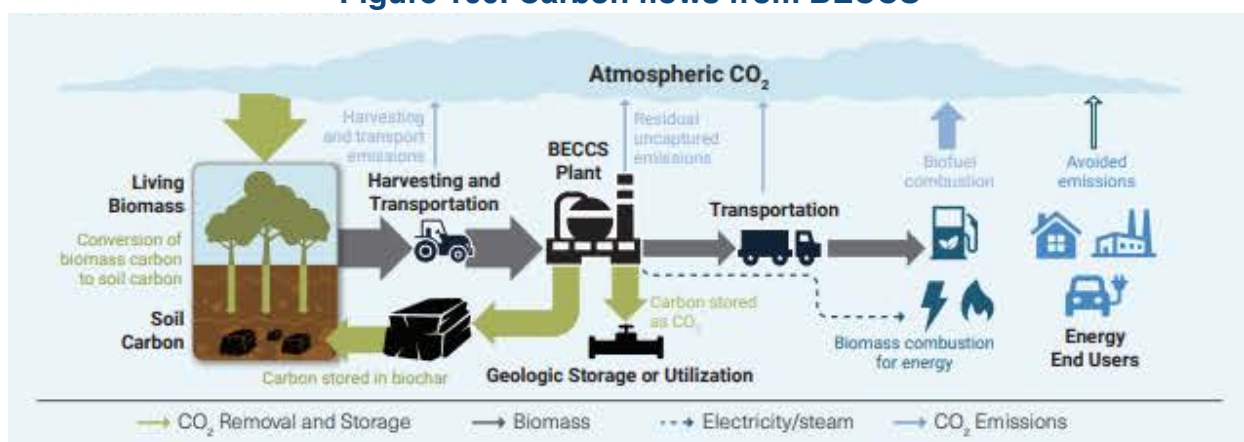 Figure 100. Carbon flows from BECCS
Atmospheric CO₂
Harvesting
and transport
emissions
Residual
uncaptured
emissions
BECCS
Plant
Biofuel
combustion
Avoided
emissions
Living
Biomass
Harvesting and
Transportation
Transportation
Conversion of
biomass carbon
to soil carbon
Soil
Carbon
Carbon stored
as CO₂
Carbon stored in biochar
Geologic Storage or Utilization
Biomass combustion
for energy
Energy
End Users
CO₂ Removal and Storage
Biomass
Electricity/steam
CO₂ Emissions